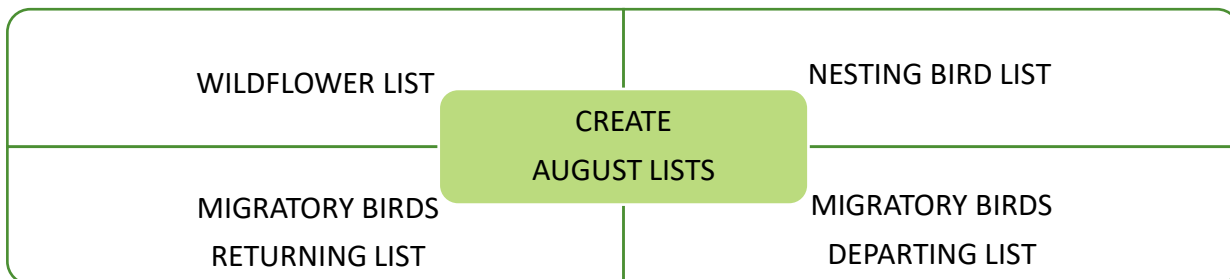 WILDFLOWER LIST
NESTING BIRD LIST
CREATE
AUGUST LISTS
MIGRATORY BIRDS
RETURNING LIST
MIGRATORY BIRDS
DEPARTING LIST